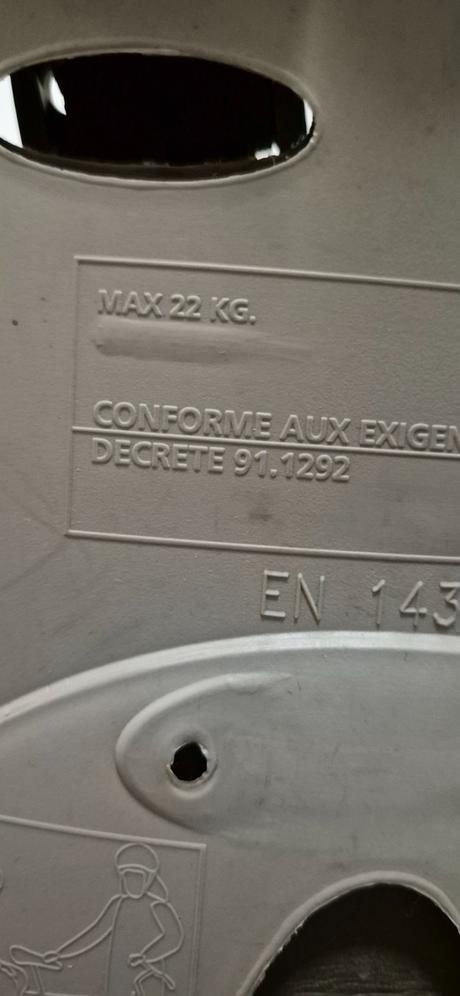 MAX 22 KG.
CONFORME AUX EXIGEN
DECRETE 91.1292
EN 143